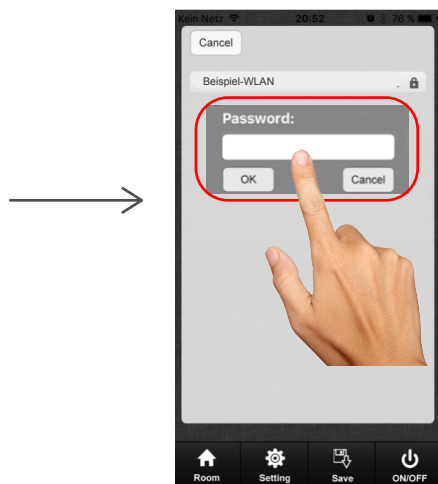 Kein Netz 20:52 76 %
Cancel
Beispiel-WLAN
Password:
OK Cancel
Room Setting Save ON/OFF